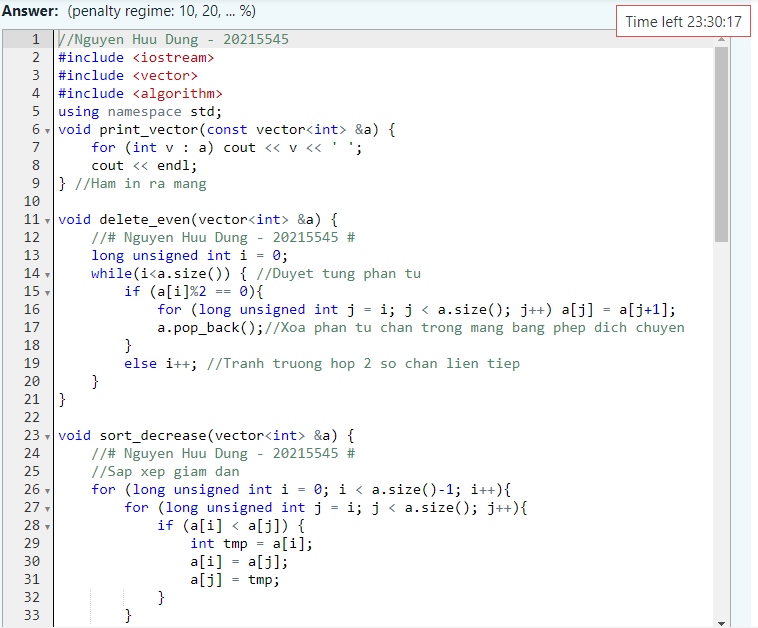 Answer: (penalty regime: 10, 20, ... %)
Time left 23:30:17
1 //Nguyen Huu Dung - 20215545
2 #include <iostream>
3 #include <vector>
4 #include <algorithm>
5 using namespace std;
6 void print_vector(const vector<int> &a) {
7     for (int v : a) cout << v << ' ';
8     cout << endl;
9 } //Ham in ra mang
10
11 void delete_even(vector<int> &a) {
12     //# Nguyen Huu Dung - 20215545 #
13     long unsigned int i = 0;
14     while(i<a.size()) { //Duyet tung phan tu
15         if (a[i]%2 == 0){
16             for (long unsigned int j = i; j < a.size(); j++) a[j] = a[j+1];
17             a.pop_back();//Xoa phan tu chan trong mang bang phep dich chuyen
18         }
19         else i++; //Tranh truong hop 2 so chan lien tiep
20     }
21 }
22
23 void sort_decrease(vector<int> &a) {
24     //# Nguyen Huu Dung - 20215545 #
25     //Sap xep giam dan
26     for (long unsigned int i = 0; i < a.size()-1; i++){
27         for (long unsigned int j = i; j < a.size(); j++){
28             if (a[i] < a[j]) {
29                 int tmp = a[i];
30                 a[i] = a[j];
31                 a[j] = tmp;
32             }
33         }